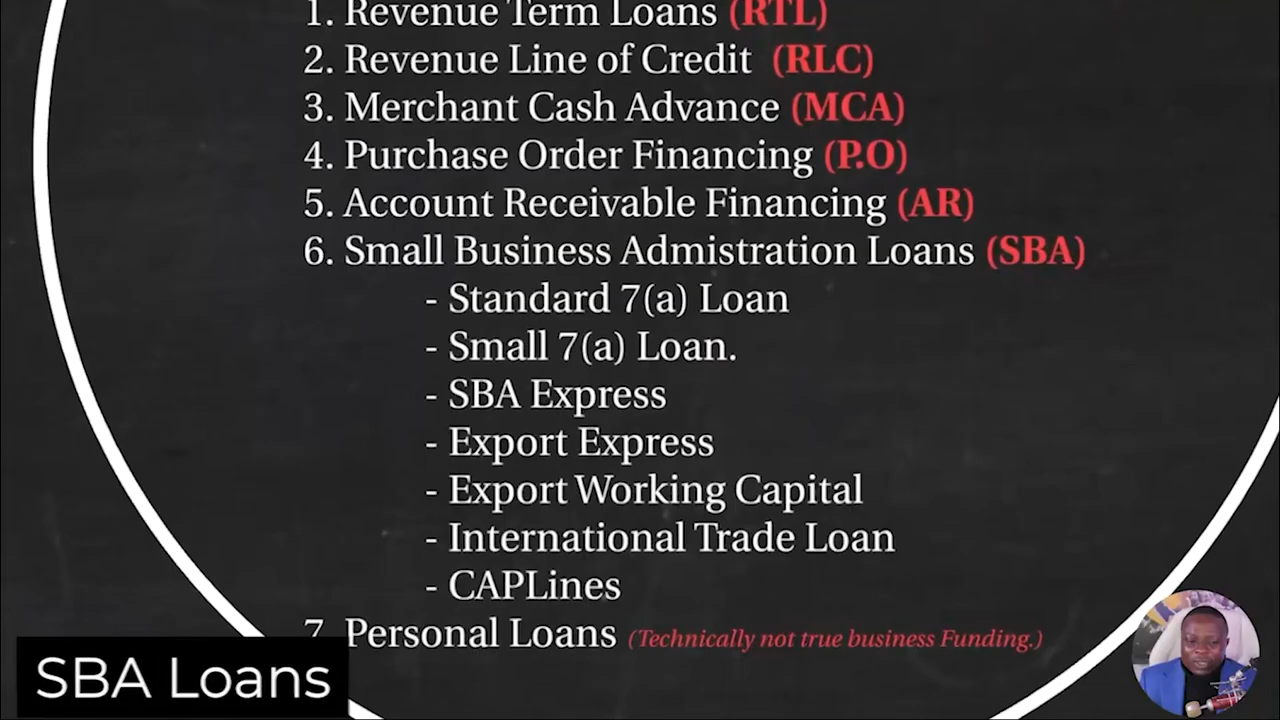 1. Revenue Term Loans (RTL)
2. Revenue Line of Credit (RLC)
3. Merchant Cash Advance (MCA)
4. Purchase Order Financing (P.O)
5. Account Receivable Financing (AR)
6. Small Business Admistration Loans (SBA)
- Standard 7(a) Loan
- Small 7(a) Loan.
- SBA Express
- Export Express
- Export Working Capital
- International Trade Loan
- CAPLines
7. Personal Loans (Technically not true business Funding.)
SBA Loans